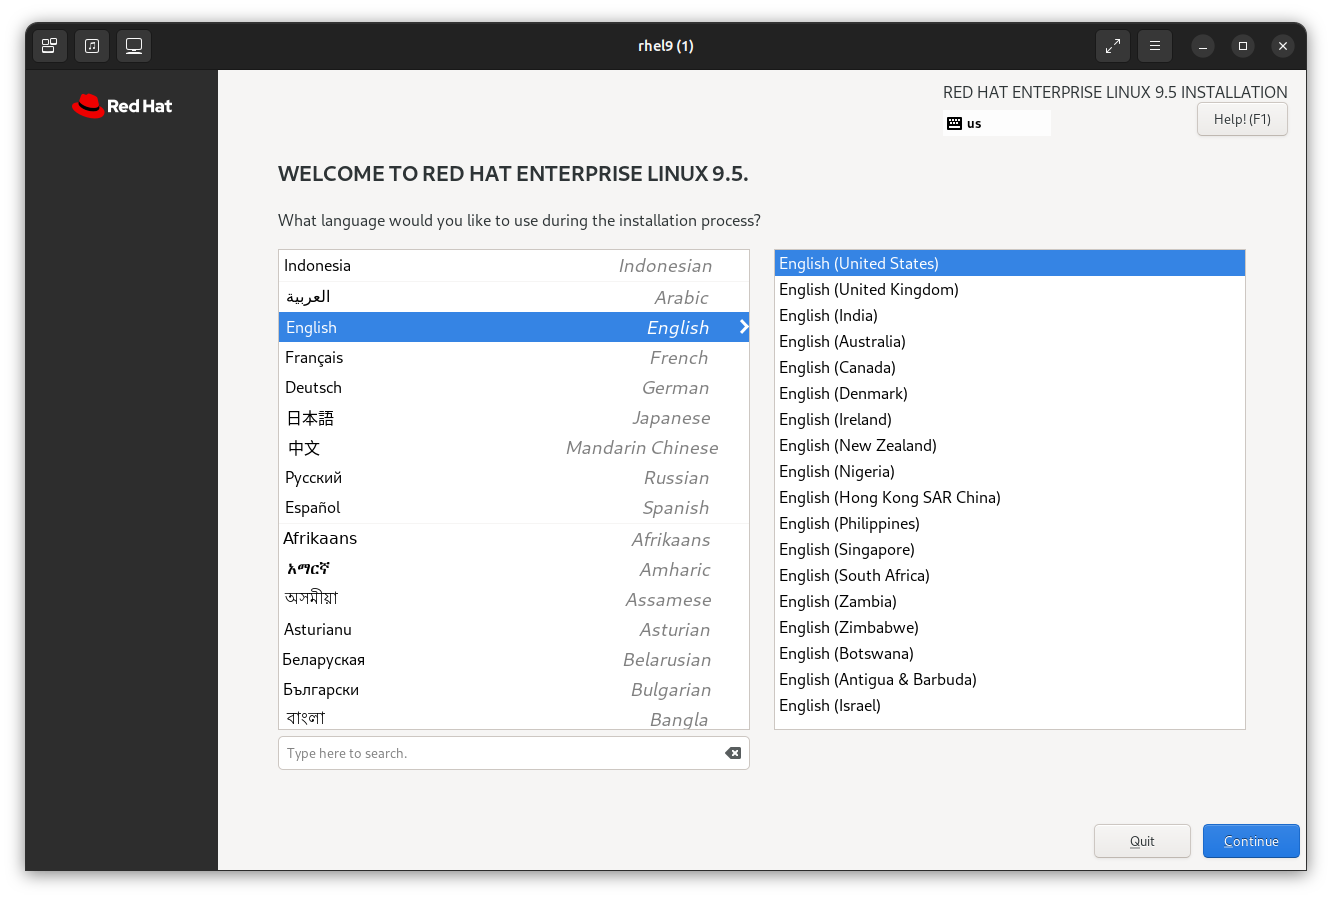 rhel9 (1)
Red Hat
RED HAT ENTERPRISE LINUX 9.5 INSTALLATION
us
Help! (F1)
WELCOME TO RED HAT ENTERPRISE LINUX 9.5.
What language would you like to use during the installation process?
Indonesia Indonesian
العربية Arabic
English English
Français French
Deutsch German
日本語 Japanese
中文 Mandarin Chinese
Русский Russian
Español Spanish
Afrikaans Afrikaans
አማርኛ Amharic
অসমীয়া Assamese
Asturianu Asturian
Беларуская Belarusian
Български Bulgarian
বাংলা Bangla
Type here to search.
English (United States)
English (United Kingdom)
English (India)
English (Australia)
English (Canada)
English (Denmark)
English (Ireland)
English (New Zealand)
English (Nigeria)
English (Hong Kong SAR China)
English (Philippines)
English (Singapore)
English (South Africa)
English (Zambia)
English (Zimbabwe)
English (Botswana)
English (Antigua & Barbuda)
English (Israel)
Quit
Continue